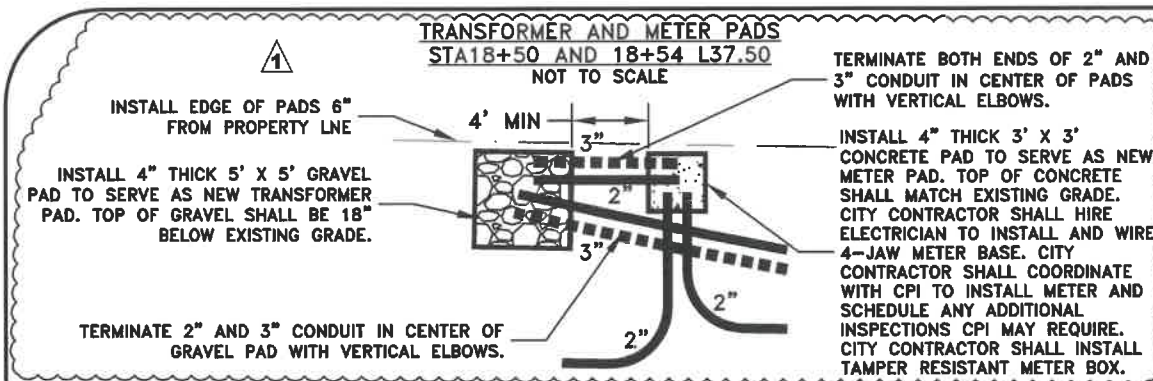 TRANSFORMER AND METER PADS
STA18+50 AND 18+54 L37.50
NOT TO SCALE
1
INSTALL EDGE OF PADS 6"
FROM PROPERTY LNE
INSTALL 4" THICK 5' X 5' GRAVEL
PAD TO SERVE AS NEW TRANSFORMER
PAD. TOP OF GRAVEL SHALL BE 18"
BELOW EXISTING GRADE.
TERMINATE 2" AND 3" CONDUIT IN CENTER OF
GRAVEL PAD WITH VERTICAL ELBOWS.
4' MIN
3"
2"
3"
2"
2"
TERMINATE BOTH ENDS OF 2" AND
3" CONDUIT IN CENTER OF PADS
WITH VERTICAL ELBOWS.
INSTALL 4" THICK 3' X 3'
CONCRETE PAD TO SERVE AS NEW
METER PAD. TOP OF CONCRETE
SHALL MATCH EXISTING GRADE.
CITY CONTRACTOR SHALL HIRE
ELECTRICIAN TO INSTALL AND WIRE
4-JAW METER BASE. CITY
CONTRACTOR SHALL COORDINATE
WITH CPI TO INSTALL METER AND
SCHEDULE ANY ADDITIONAL
INSPECTIONS CPI MAY REQUIRE.
CITY CONTRACTOR SHALL INSTALL
TAMPER RESISTANT METER BOX.